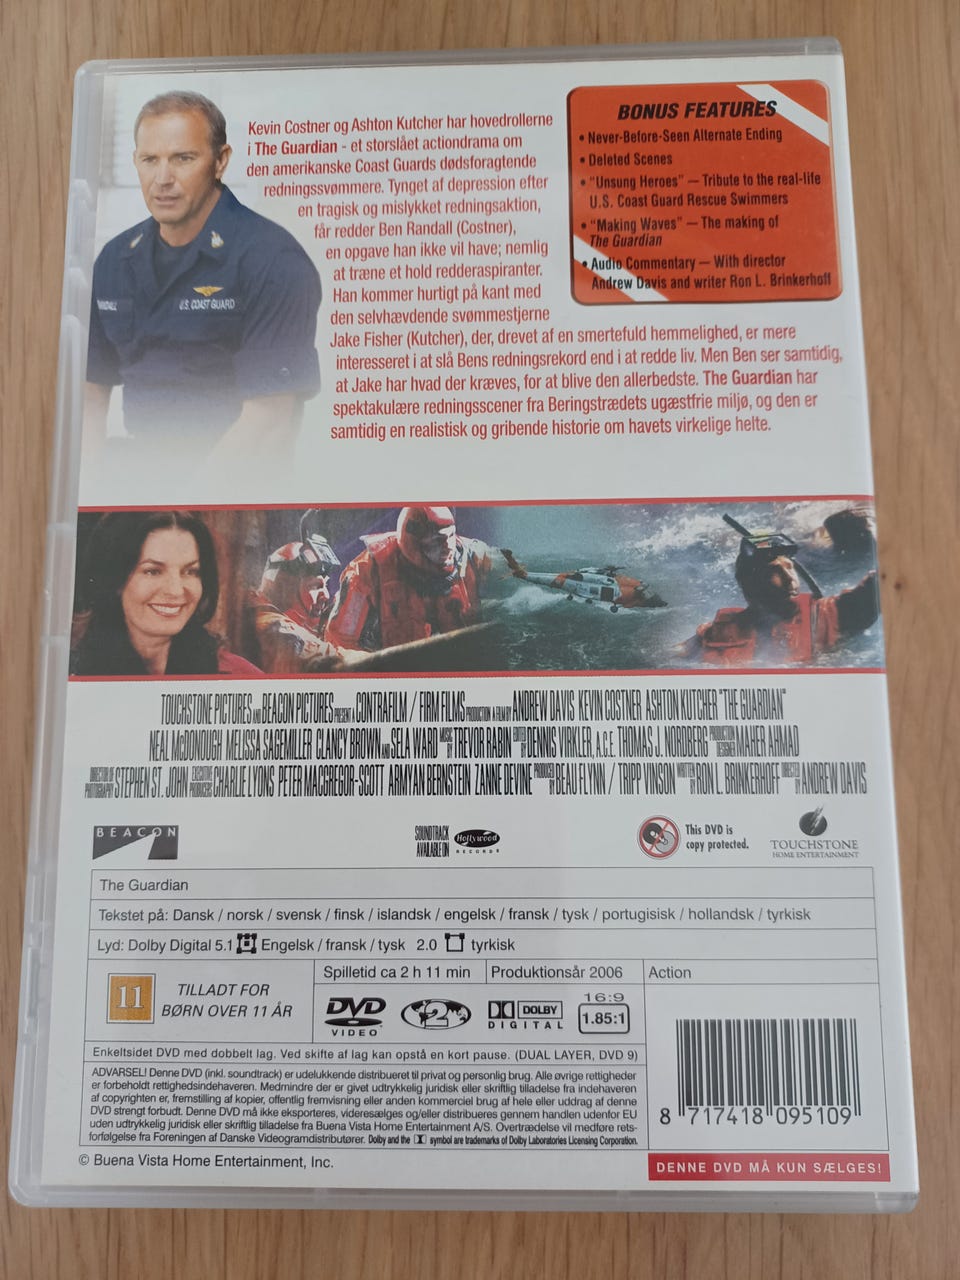 Kevin Costner og Ashton Kutcher har hovedrollerne
i The Guardian - et storslået actiondrama om
den amerikanske Coast Guards dødsforagtende
redningssvømmere. Tynget af depression efter
en tragisk og mislykket redningsaktion,
får redder Ben Randall (Costner),
en opgave han ikke vil have; nemlig
at træne et hold redderaspiranter.
Han kommer hurtigt på kant med
den selvhævdende svømmestjerne
Jake Fisher (Kutcher), der, drevet af en smertefuld hemmelighed, er mere
interesseret i at slå Bens redningsrekord end i at redde liv. Men Ben ser samtidig,
at Jake har hvad der kræves, for at blive den allerbedste. The Guardian har
spektakulære redningsscener fra Beringstrædets ugæstfrie miljø, og den er
samtidig en realistisk og gribende historie om havets virkelige helte.
BONUS FEATURES
• Never-Before-Seen Alternate Ending
• Deleted Scenes
• "Unsung Heroes" — Tribute to the real-life
U.S. Coast Guard Rescue Swimmers
• "Making Waves" — The making of
The Guardian
• Audio Commentary — With director
Andrew Davis and writer Ron L. Brinkerhoff
U.S. COAST GUARD
TOUCHSTONE PICTURES AND BEACON PICTURES PRESENT A CONTRAFILM / FIRM FILMS PRODUCTION A FILM BY ANDREW DAVIS KEVIN COSTNER ASHTON KUTCHER "THE GUARDIAN"
NEAL McDONOUGH MELISSA SAGEMILLER CLANCY BROWN AND SELA WARD MUSIC BY TREVOR RABIN EDITED BY DENNIS VIRKLER, A.C.E. THOMAS J. NORDBERG PRODUCTION DESIGNER MAHER AHMAD
DIRECTOR OF PHOTOGRAPHY STEPHEN ST. JOHN EXECUTIVE PRODUCERS CHARLIE LYONS PETER MACGREGOR-SCOTT ARMYAN BERNSTEIN ZANNE DEVINE PRODUCED BY BEAU FLYNN / TRIPP VINSON WRITTEN BY RON L. BRINKERHOFF DIRECTED BY ANDREW DAVIS
BEACON
SOUNDTRACK
AVAILABLE ON
Hollywood
RECORDS
This DVD is
copy protected.
TOUCHSTONE
HOME ENTERTAINMENT
The Guardian
Tekstet på: Dansk / norsk / svensk / finsk / islandsk / engelsk / fransk / tysk / portugisisk / hollandsk / tyrkisk
Lyd: Dolby Digital 5.1 Engelsk / fransk / tysk 2.0 tyrkisk
11
TILLADT FOR
BØRN OVER 11 ÅR
Spilletid ca 2 h 11 min
Produktionsår 2006
Action
DVD
VIDEO
2
DOLBY
DIGITAL
16:9
1.85:1
Enkeltsidet DVD med dobbelt lag. Ved skifte af lag kan opstå en kort pause. (DUAL LAYER, DVD 9)
ADVARSEL! Denne DVD (inkl. soundtrack) er udelukkende distribueret til privat og personlig brug. Alle øvrige rettigheder
er forbeholdt rettighedsindehaveren. Medmindre der er givet udtrykkelig juridisk eller skriftlig tilladelse fra indehaveren
af copyrighten er, fremstilling af kopier, offentlig fremvisning eller anden kommerciel brug af hele eller uddrag af denne
DVD strengt forbudt. Denne DVD må ikke eksporteres, videresælges og/eller distribueres gennem handlen udenfor EU
uden udtrykkelig juridisk eller skriftlig tilladelse fra Buena Vista Home Entertainment A/S. Overtrædelse vil medføre rets-
forfølgelse fra Foreningen af Danske Videogramdistributører. Dolby and the symbol are trademarks of Dolby Laboratories Licensing Corporation.
8 717418 095109
© Buena Vista Home Entertainment, Inc.
DENNE DVD MÅ KUN SÆLGES!